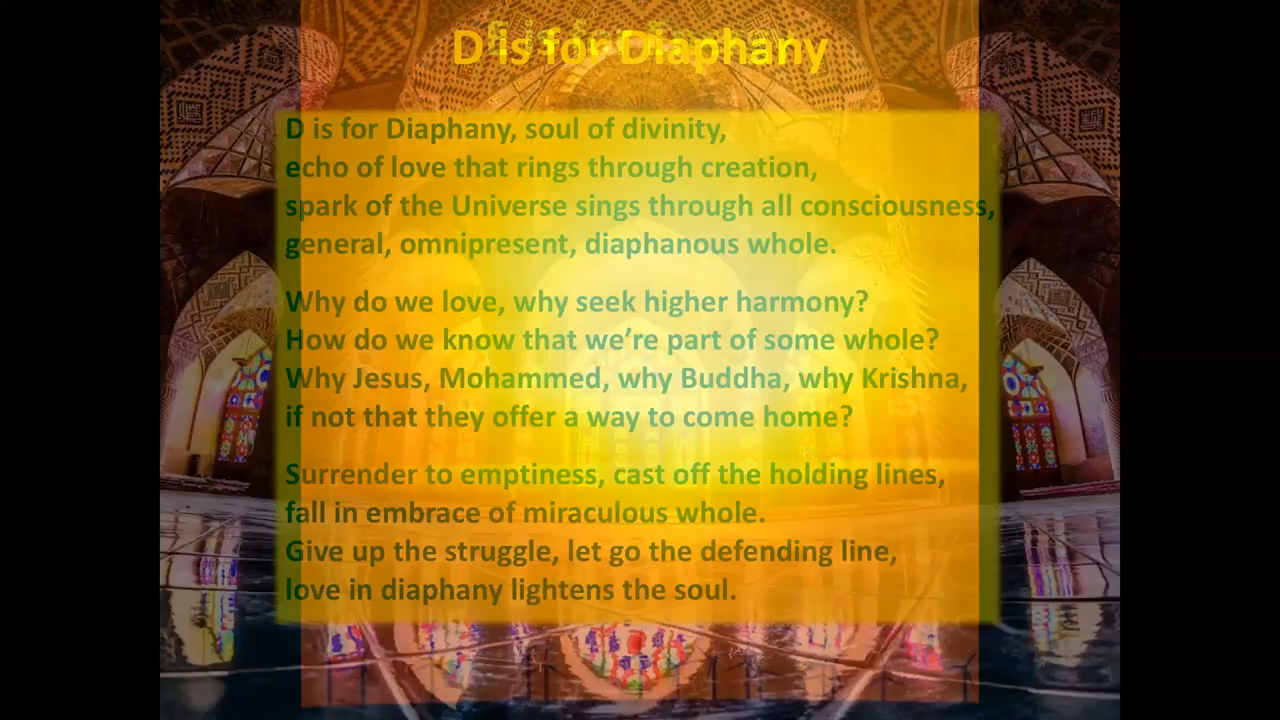 D is for Diaphany
D is for Diaphany, soul of divinity,
echo of love that rings through creation,
spark of the Universe sings through all consciousness,
general, omnipresent, diaphanous whole.
Why do we love, why seek higher harmony?
How do we know that we’re part of some whole?
Why Jesus, Mohammed, why Buddha, why Krishna,
if not that they offer a way to come home?
Surrender to emptiness, cast off the holding lines,
fall in embrace of miraculous whole.
Give up the struggle, let go the defending line,
love in diaphany lightens the soul.